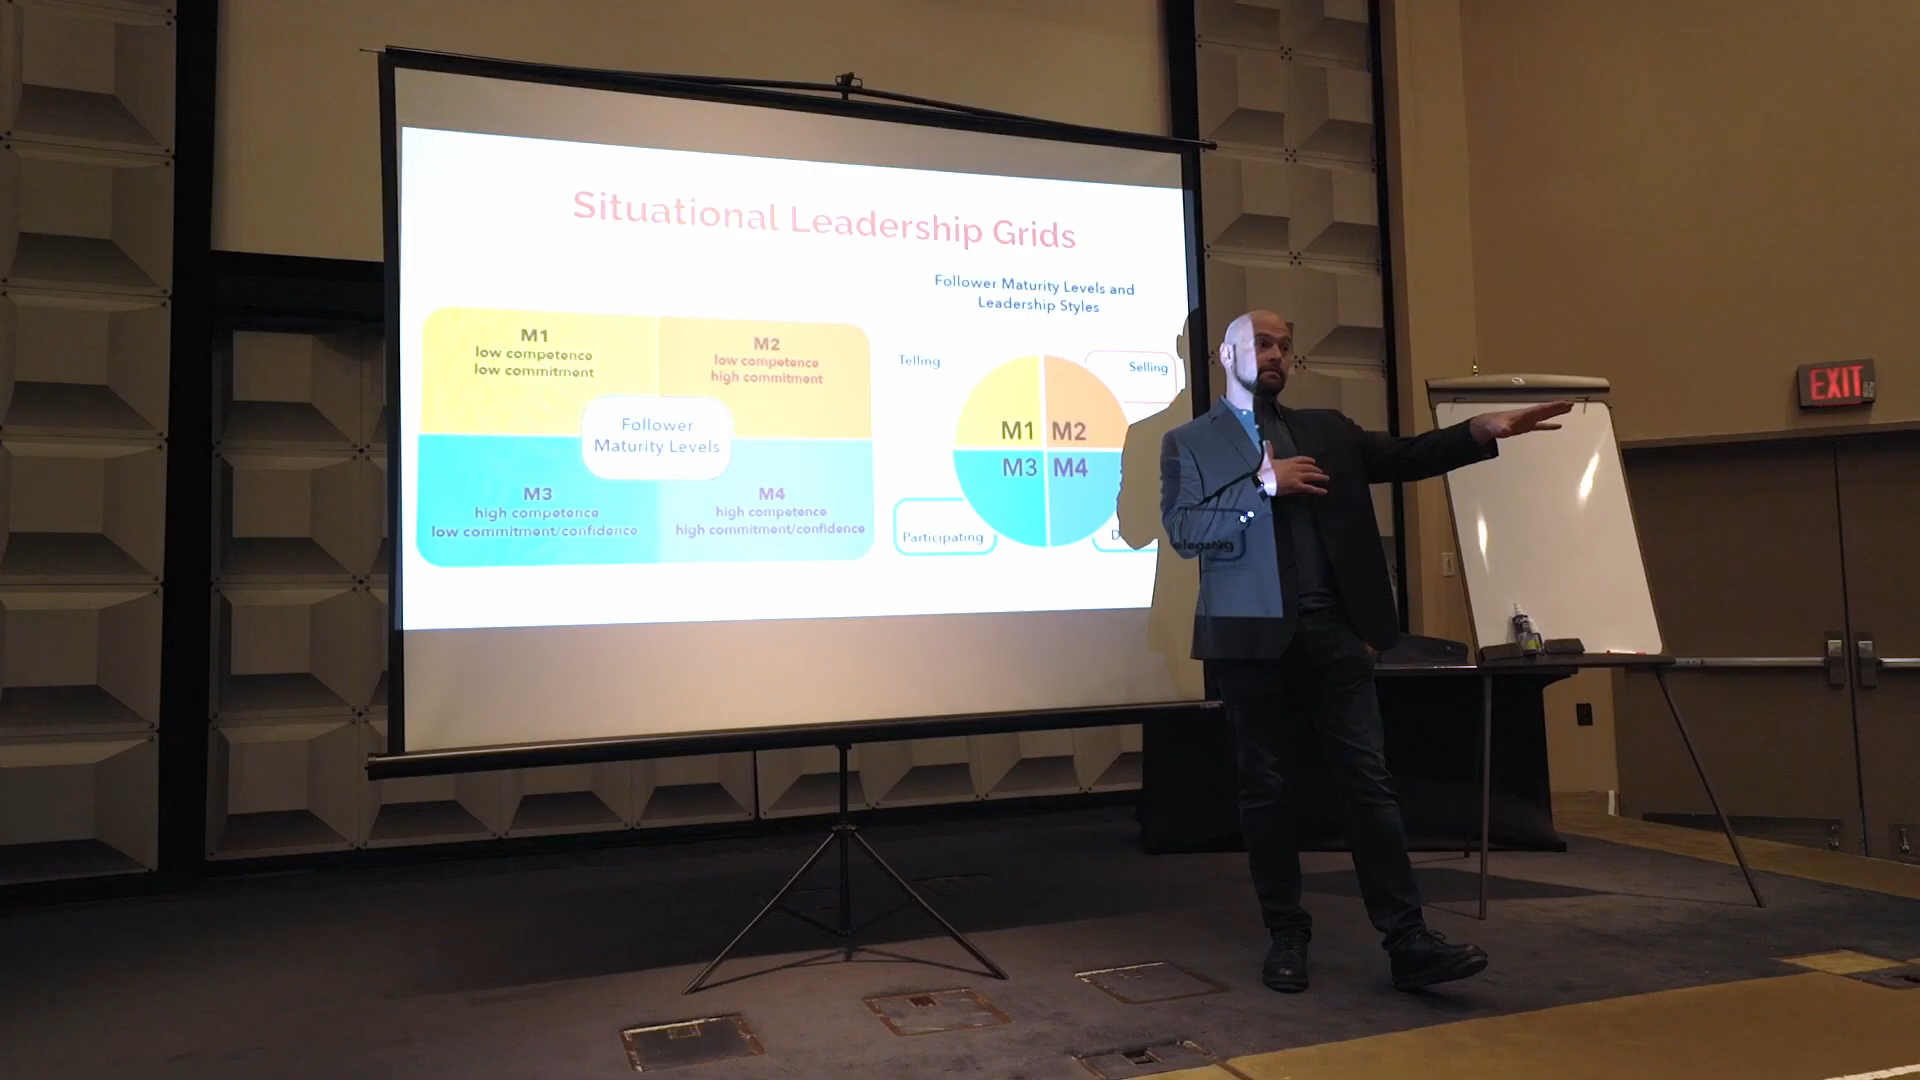 Situational Leadership Grids
M1
low competence
low commitment
M2
low competence
high commitment
Follower
Maturity Levels
M3
high competence
low commitment/confidence
M4
high competence
high commitment/confidence
Follower Maturity Levels and
Leadership Styles
Telling
Selling
M1 M2
M3 M4
Participating
Delegating
EXIT